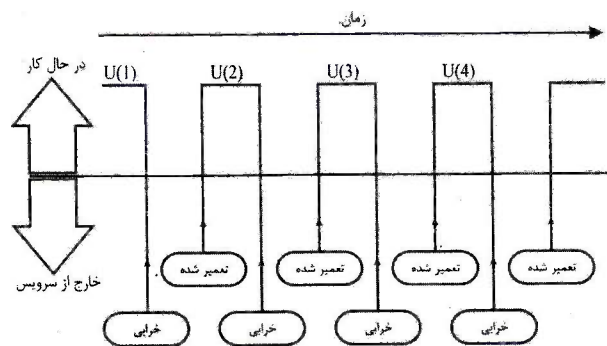 زمان
در حال کار
U(1)
U(2)
U(3)
U(4)
خارج از سرویس
تعمیر شده
تعمیر شده
تعمیر شده
تعمیر شده
خرابی
خرابی
خرابی
خرابی